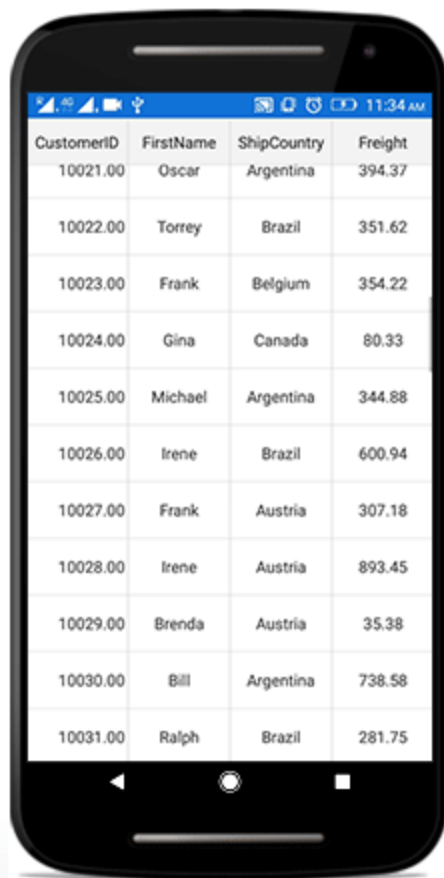 11:34 AM
CustomerID FirstName ShipCountry Freight
10021.00 Oscar Argentina 394.37
10022.00 Torrey Brazil 351.62
10023.00 Frank Belgium 354.22
10024.00 Gina Canada 80.33
10025.00 Michael Argentina 344.88
10026.00 Irene Brazil 600.94
10027.00 Frank Austria 307.18
10028.00 Irene Austria 893.45
10029.00 Brenda Austria 35.38
10030.00 Bill Argentina 738.58
10031.00 Ralph Brazil 281.75